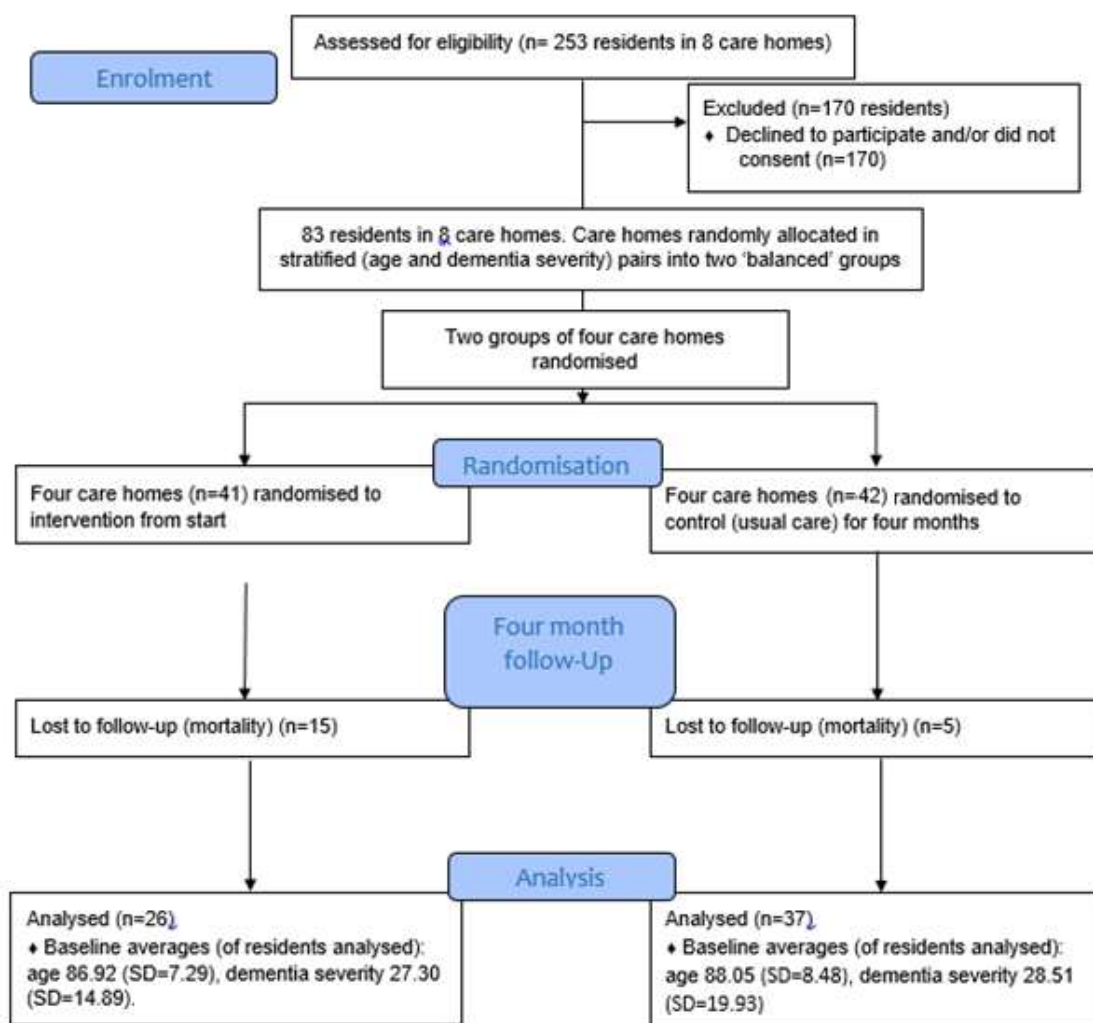 Assessed for eligibility (n= 253 residents in 8 care homes)
Enrolment
Excluded (n=170 residents)
♦ Declined to participate and/or did not
consent (n=170)
83 residents in 8 care homes. Care homes randomly allocated in
stratified (age and dementia severity) pairs into two ‘balanced’ groups
Two groups of four care homes
randomised
Randomisation
Four care homes (n=41) randomised to
intervention from start
Four care homes (n=42) randomised to
control (usual care) for four months
Four month
follow-Up
Lost to follow-up (mortality) (n=15)
Lost to follow-up (mortality) (n=5)
Analysis
Analysed (n=26)
♦ Baseline averages (of residents analysed):
age 86.92 (SD=7.29), dementia severity 27.30
(SD=14.89).
Analysed (n=37)
♦ Baseline averages (of residents analysed):
age 88.05 (SD=8.48), dementia severity 28.51
(SD=19.93)